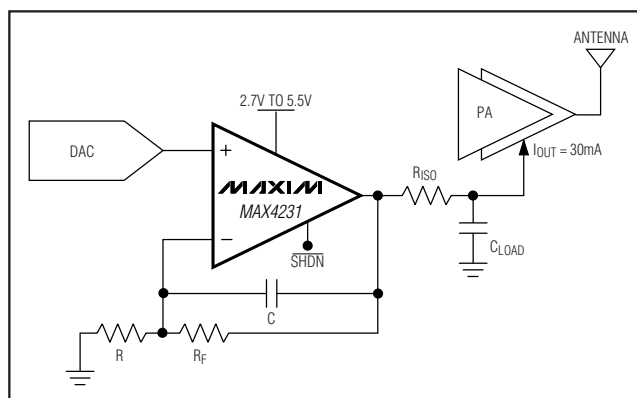 ANTENNA
2.7V TO 5.5V
PA
DAC
+
IOUT = 30mA
MAXIM
RISO
MAX4231
−
SHDN
CLOAD
C
R
RF